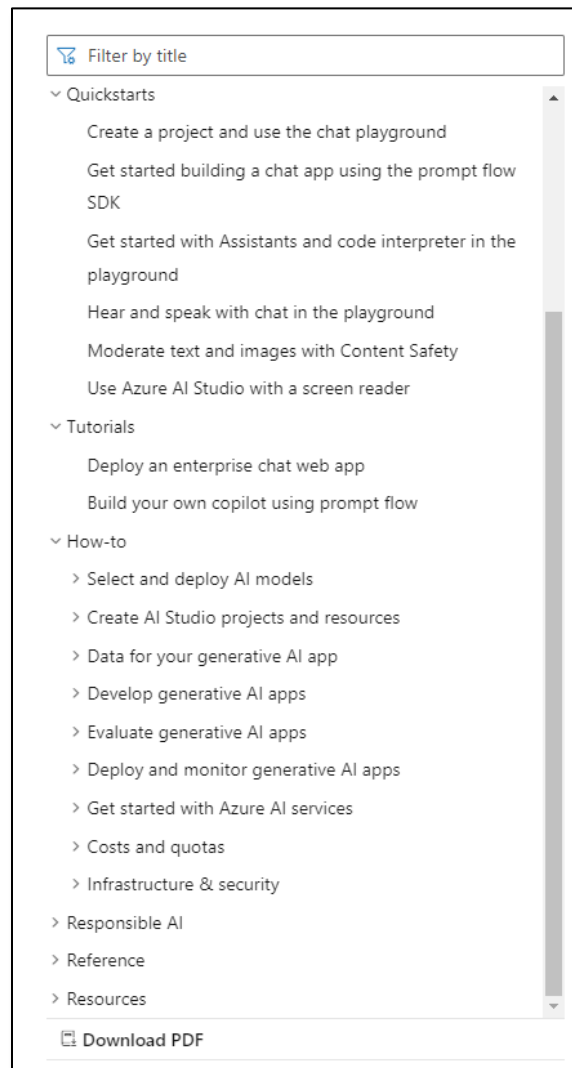 Filter by title
Quickstarts
Create a project and use the chat playground
Get started building a chat app using the prompt flow
SDK
Get started with Assistants and code interpreter in the
playground
Hear and speak with chat in the playground
Moderate text and images with Content Safety
Use Azure AI Studio with a screen reader
Tutorials
Deploy an enterprise chat web app
Build your own copilot using prompt flow
How-to
Select and deploy AI models
Create AI Studio projects and resources
Data for your generative AI app
Develop generative AI apps
Evaluate generative AI apps
Deploy and monitor generative AI apps
Get started with Azure AI services
Costs and quotas
Infrastructure & security
Responsible AI
Reference
Resources
Download PDF